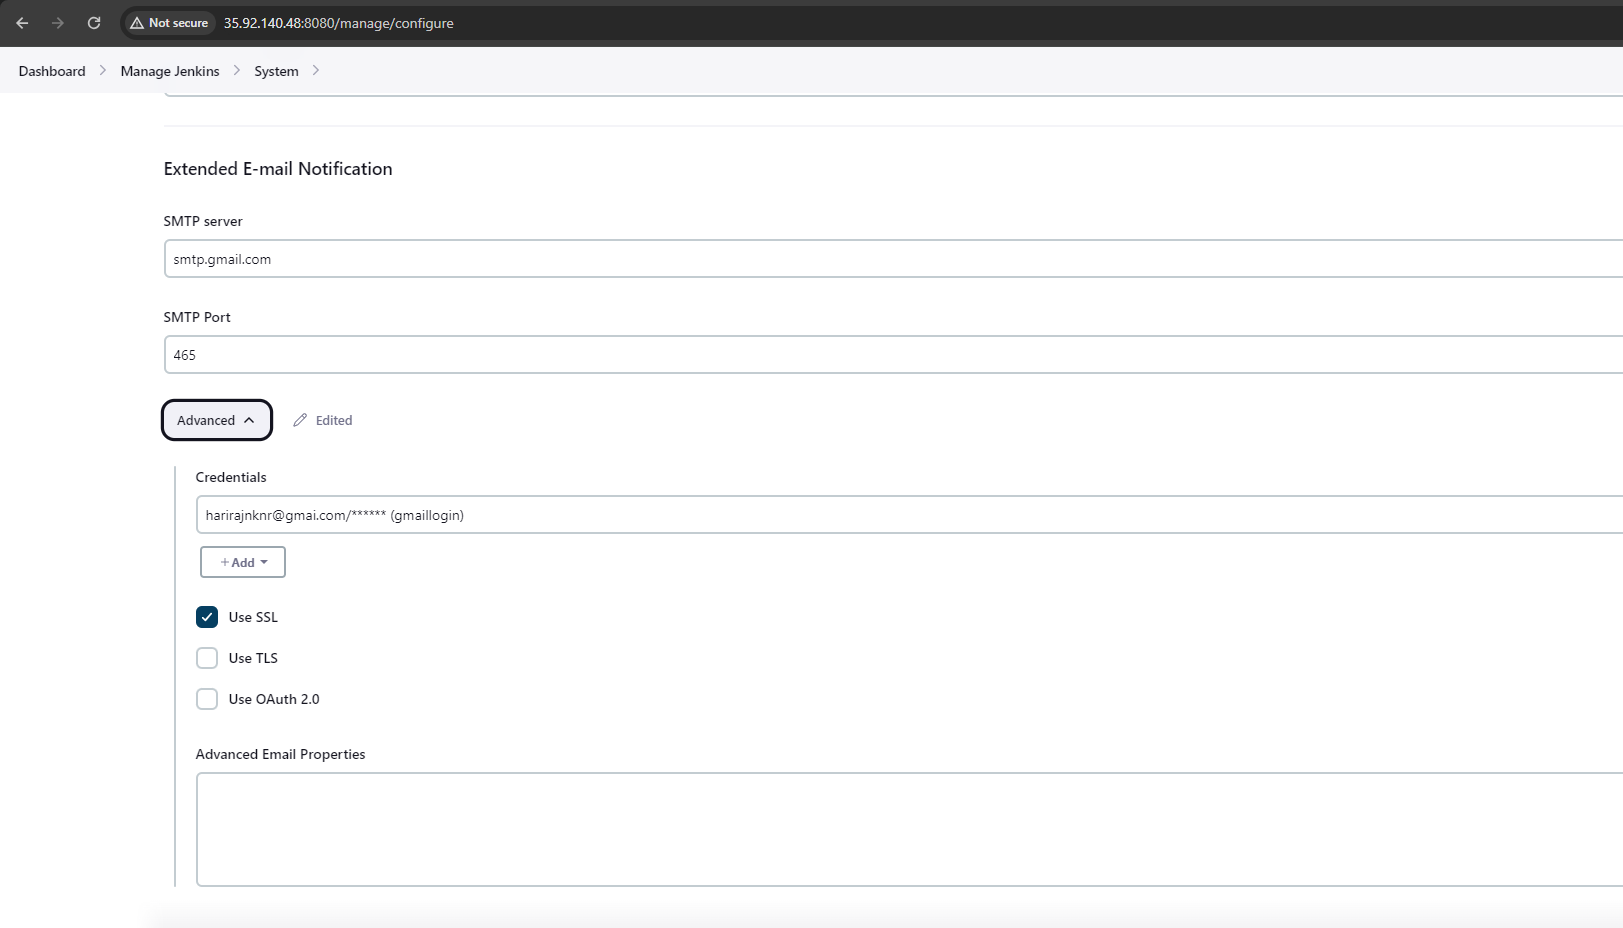 Not secure 35.92.140.48:8080/manage/configure
Dashboard Manage Jenkins System
Extended E-mail Notification
SMTP server
smtp.gmail.com
SMTP Port
465
Advanced Edited
Credentials
harirajnknr@gmai.com/****** (gmaillogin)
+ Add
Use SSL
Use TLS
Use OAuth 2.0
Advanced Email Properties